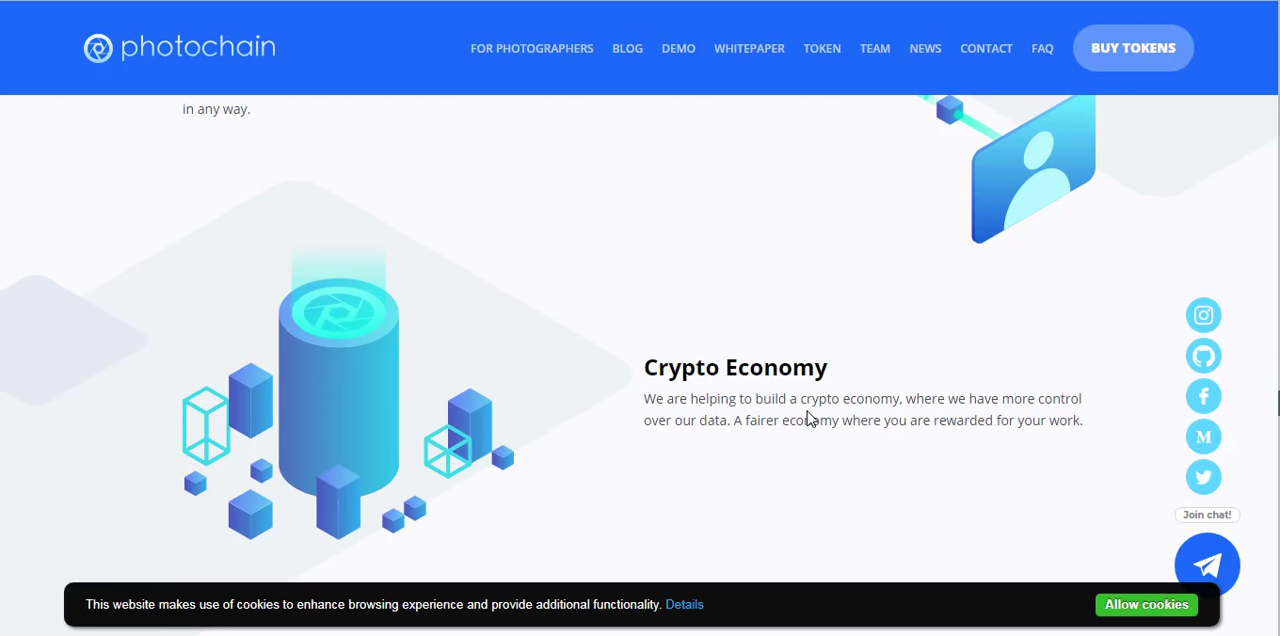 photochain
FOR PHOTOGRAPHERS BLOG DEMO WHITEPAPER TOKEN TEAM NEWS CONTACT FAQ BUY TOKENS
in any way.
Crypto Economy
We are helping to build a crypto economy, where we have more control
over our data. A fairer economy where you are rewarded for your work.
Join chat!
This website makes use of cookies to enhance browsing experience and provide additional functionality. Details
Allow cookies